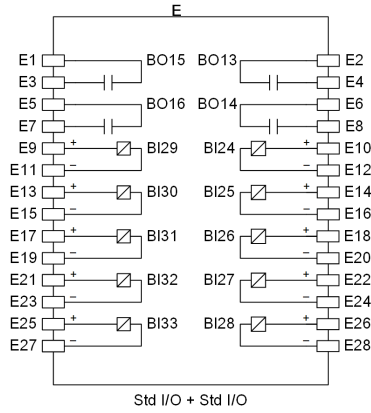 E
E1 BO15 BO13 E2
E3 E4
E5 BO16 BO14 E6
E7 E8
E9 + BI29 BI24 + E10
E11 – – E12
E13 + BI30 BI25 + E14
E15 – – E16
E17 + BI31 BI26 + E18
E19 – – E20
E21 + BI32 BI27 + E22
E23 – – E24
E25 + BI33 BI28 + E26
E27 – – E28
Std I/O + Std I/O